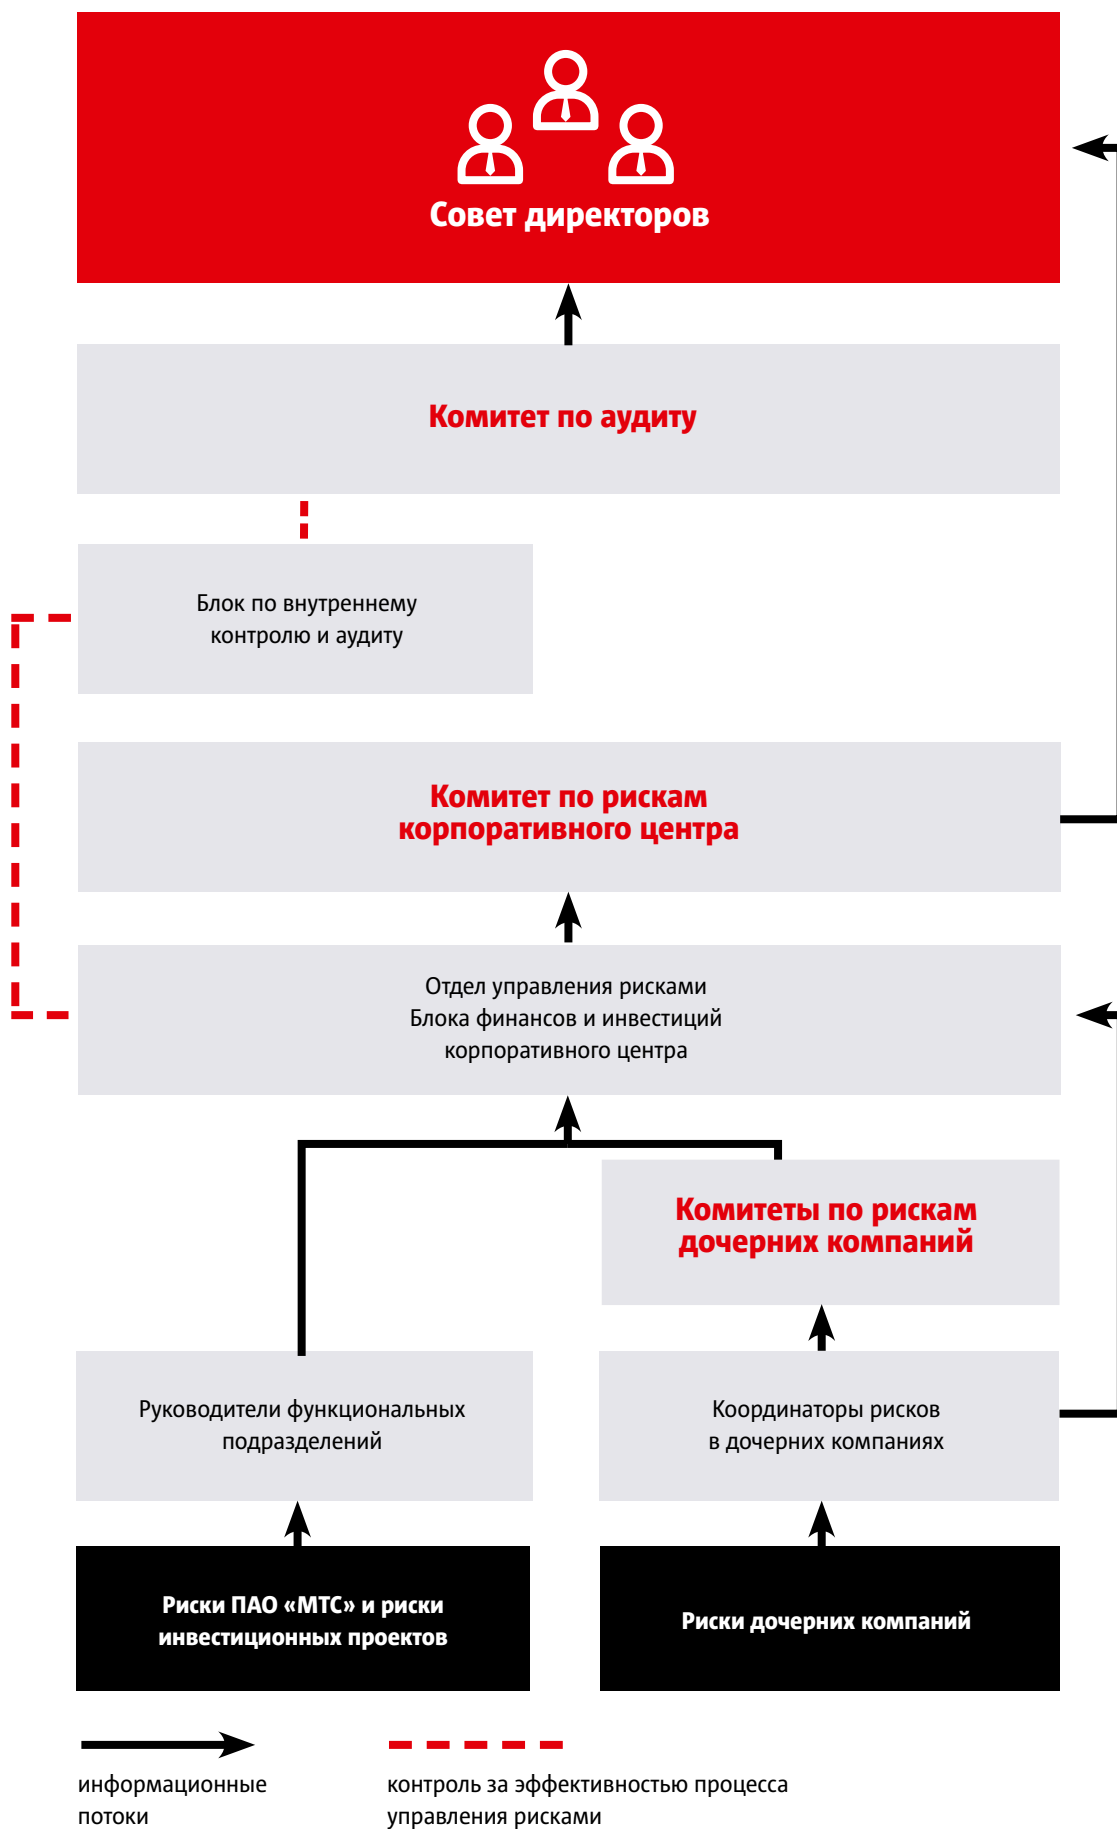 Совет директоров
Комитет по аудиту
Блок по внутреннему
контролю и аудиту
Комитет по рискам
корпоративного центра
Отдел управления рисками
Блока финансов и инвестиций
корпоративного центра
Комитеты по рискам
дочерних компаний
Руководители функциональных
подразделений
Координаторы рисков
в дочерних компаниях
Риски ПАО «МТС» и риски
инвестиционных проектов
Риски дочерних компаний
информационные
потоки
контроль за эффективностью процесса
управления рисками